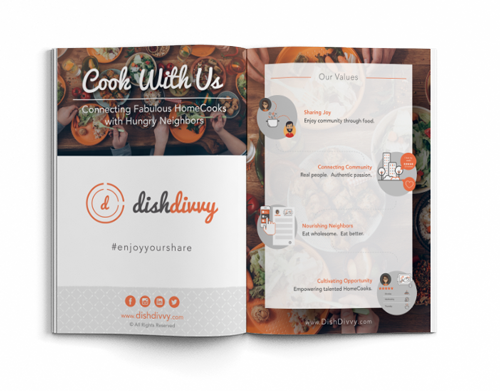 Cook With Us
Connecting Fabulous HomeCooks
with Hungry Neighbors
d
dishdivvy
#enjoyyourshare
www.dishdivvy.com
© All Rights Reserved
Our Values
Sharing Joy
Enjoy community through food.
Connecting Community
Real people. Authentic passion.
Nourishing Neighbors
Eat wholesome. Eat better.
Cultivating Opportunity
Empowering talented HomeCooks.
www.DishDivvy.com